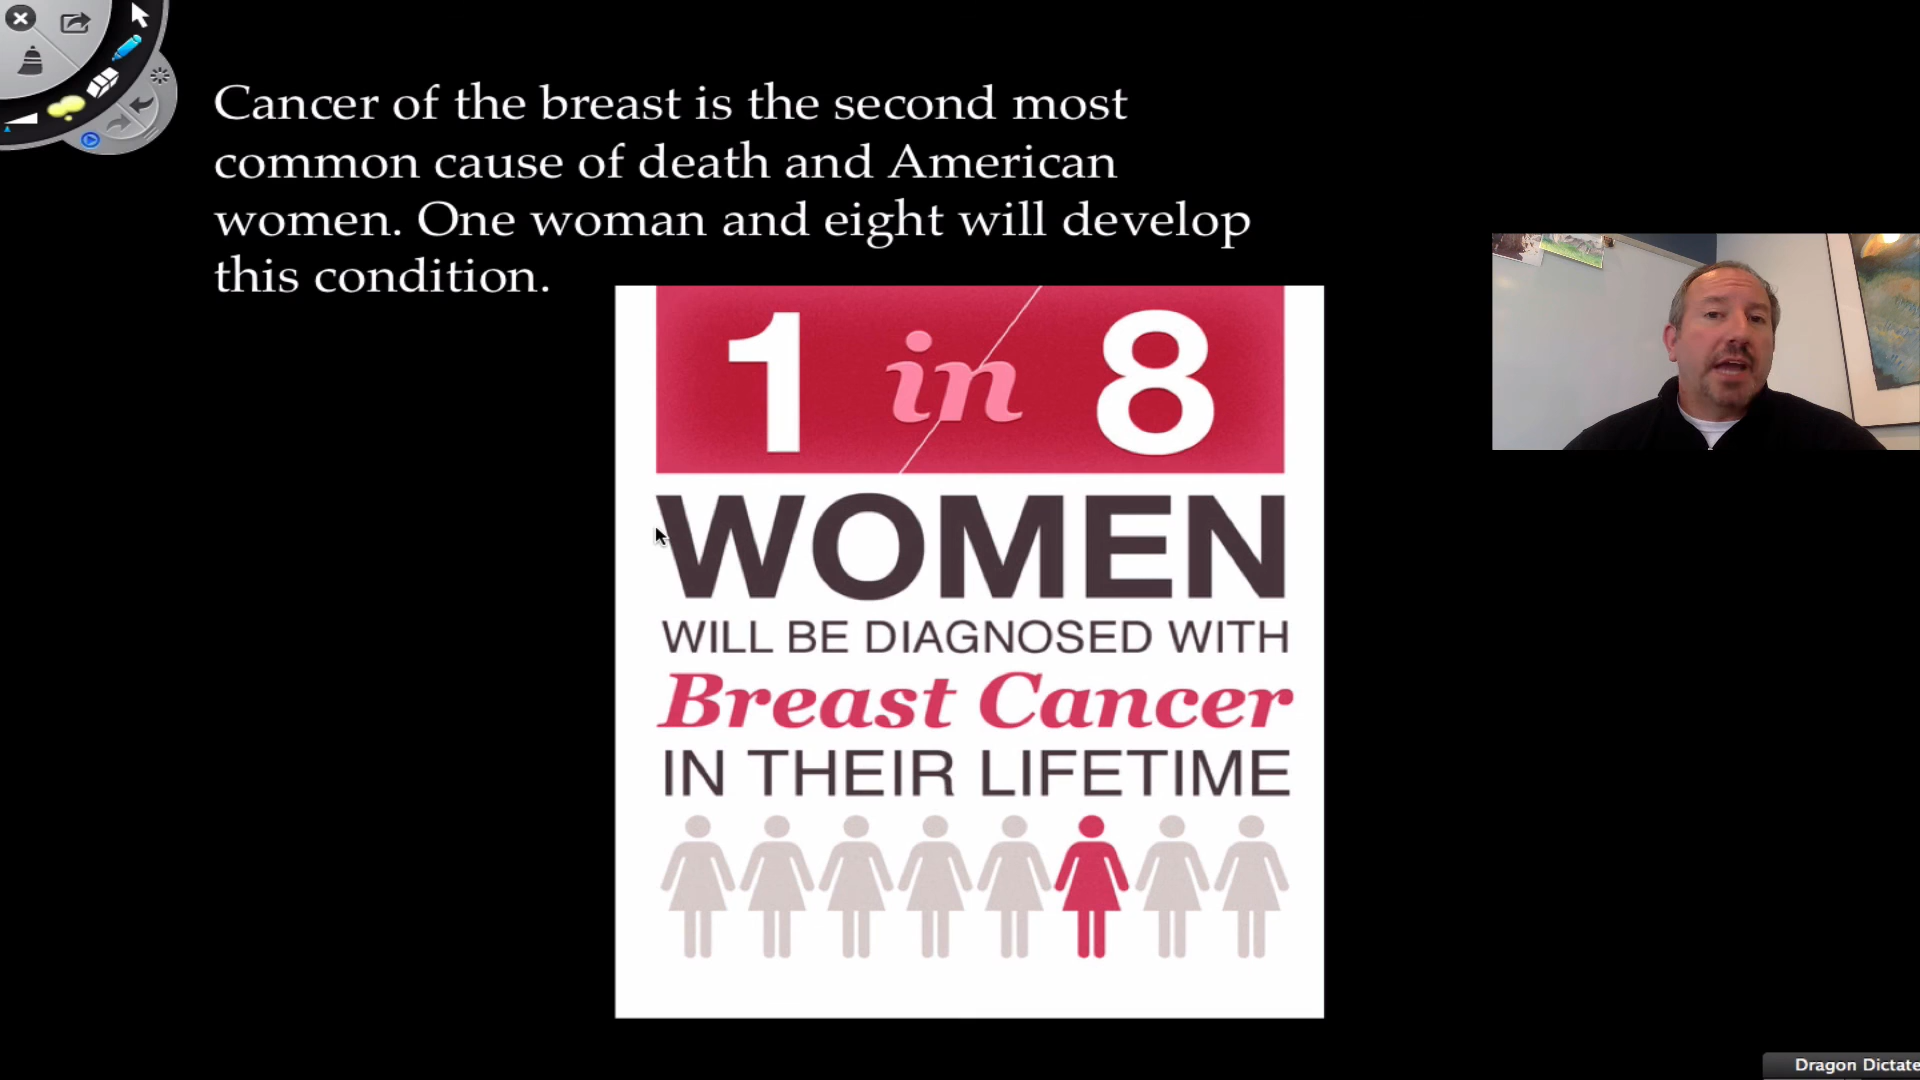 Cancer of the breast is the second most
common cause of death and American
women. One woman and eight will develop
this condition.
1 in 8
WOMEN
WILL BE DIAGNOSED WITH
Breast Cancer
IN THEIR LIFETIME
Dragon Dictate